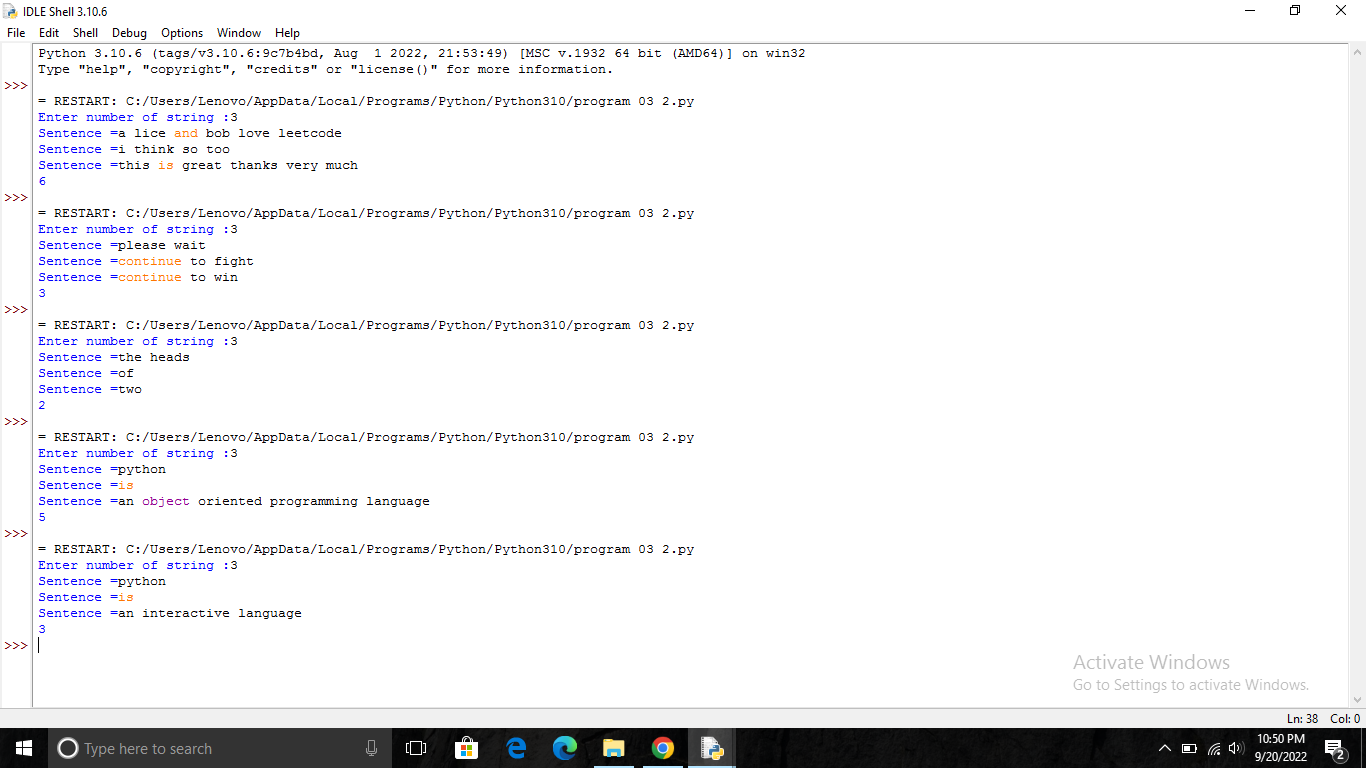 IDLE Shell 3.10.6
File Edit Shell Debug Options Window Help
Python 3.10.6 (tags/v3.10.6:9c7b4bd, Aug  1 2022, 21:53:49) [MSC v.1932 64 bit (AMD64)] on win32
Type "help", "copyright", "credits" or "license()" for more information.
>>>
= RESTART: C:/Users/Lenovo/AppData/Local/Programs/Python/Python310/program 03 2.py
Enter number of string :3
Sentence =a lice and bob love leetcode
Sentence =i think so too
Sentence =this is great thanks very much
6
>>>
= RESTART: C:/Users/Lenovo/AppData/Local/Programs/Python/Python310/program 03 2.py
Enter number of string :3
Sentence =please wait
Sentence =continue to fight
Sentence =continue to win
3
>>>
= RESTART: C:/Users/Lenovo/AppData/Local/Programs/Python/Python310/program 03 2.py
Enter number of string :3
Sentence =the heads
Sentence =of
Sentence =two
2
>>>
= RESTART: C:/Users/Lenovo/AppData/Local/Programs/Python/Python310/program 03 2.py
Enter number of string :3
Sentence =python
Sentence =is
Sentence =an object oriented programming language
5
>>>
= RESTART: C:/Users/Lenovo/AppData/Local/Programs/Python/Python310/program 03 2.py
Enter number of string :3
Sentence =python
Sentence =is
Sentence =an interactive language
3
>>>
Activate Windows
Go to Settings to activate Windows.
Ln: 38 Col: 0
Type here to search
10:50 PM
9/20/2022
2